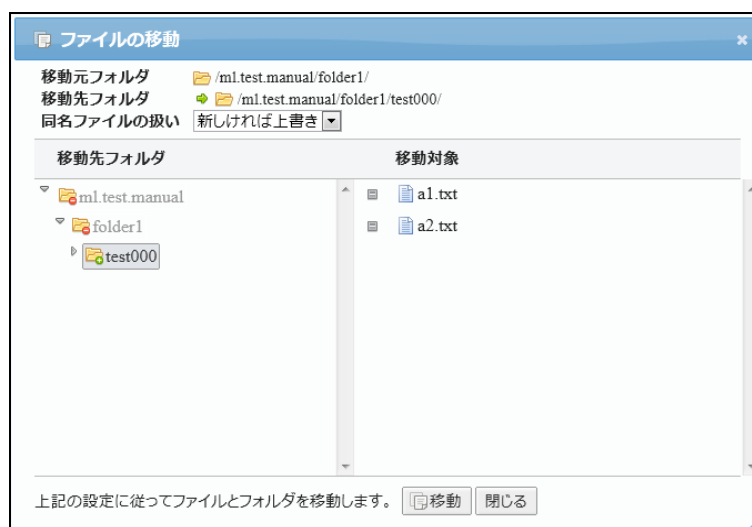 ファイルの移動
移動元フォルダ /ml.test.manual/folder1/
移動先フォルダ /ml.test.manual/folder1/test000/
同名ファイルの扱い 新しければ上書き
移動先フォルダ 移動対象
ml.test.manual a1.txt
folder1 a2.txt
test000
上記の設定に従ってファイルとフォルダを移動します。 移動 閉じる